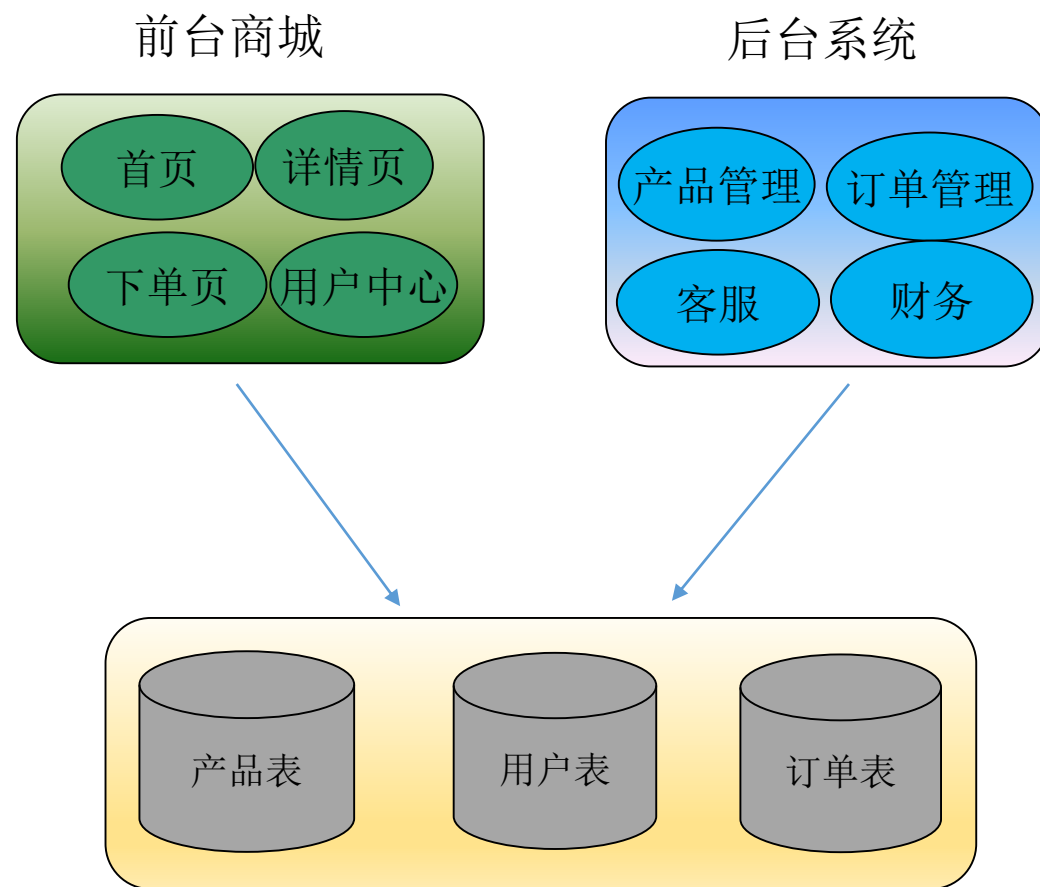 前台商城
后台系统
首页
详情页
下单页
用户中心
产品管理
订单管理
客服
财务
产品表
用户表
订单表